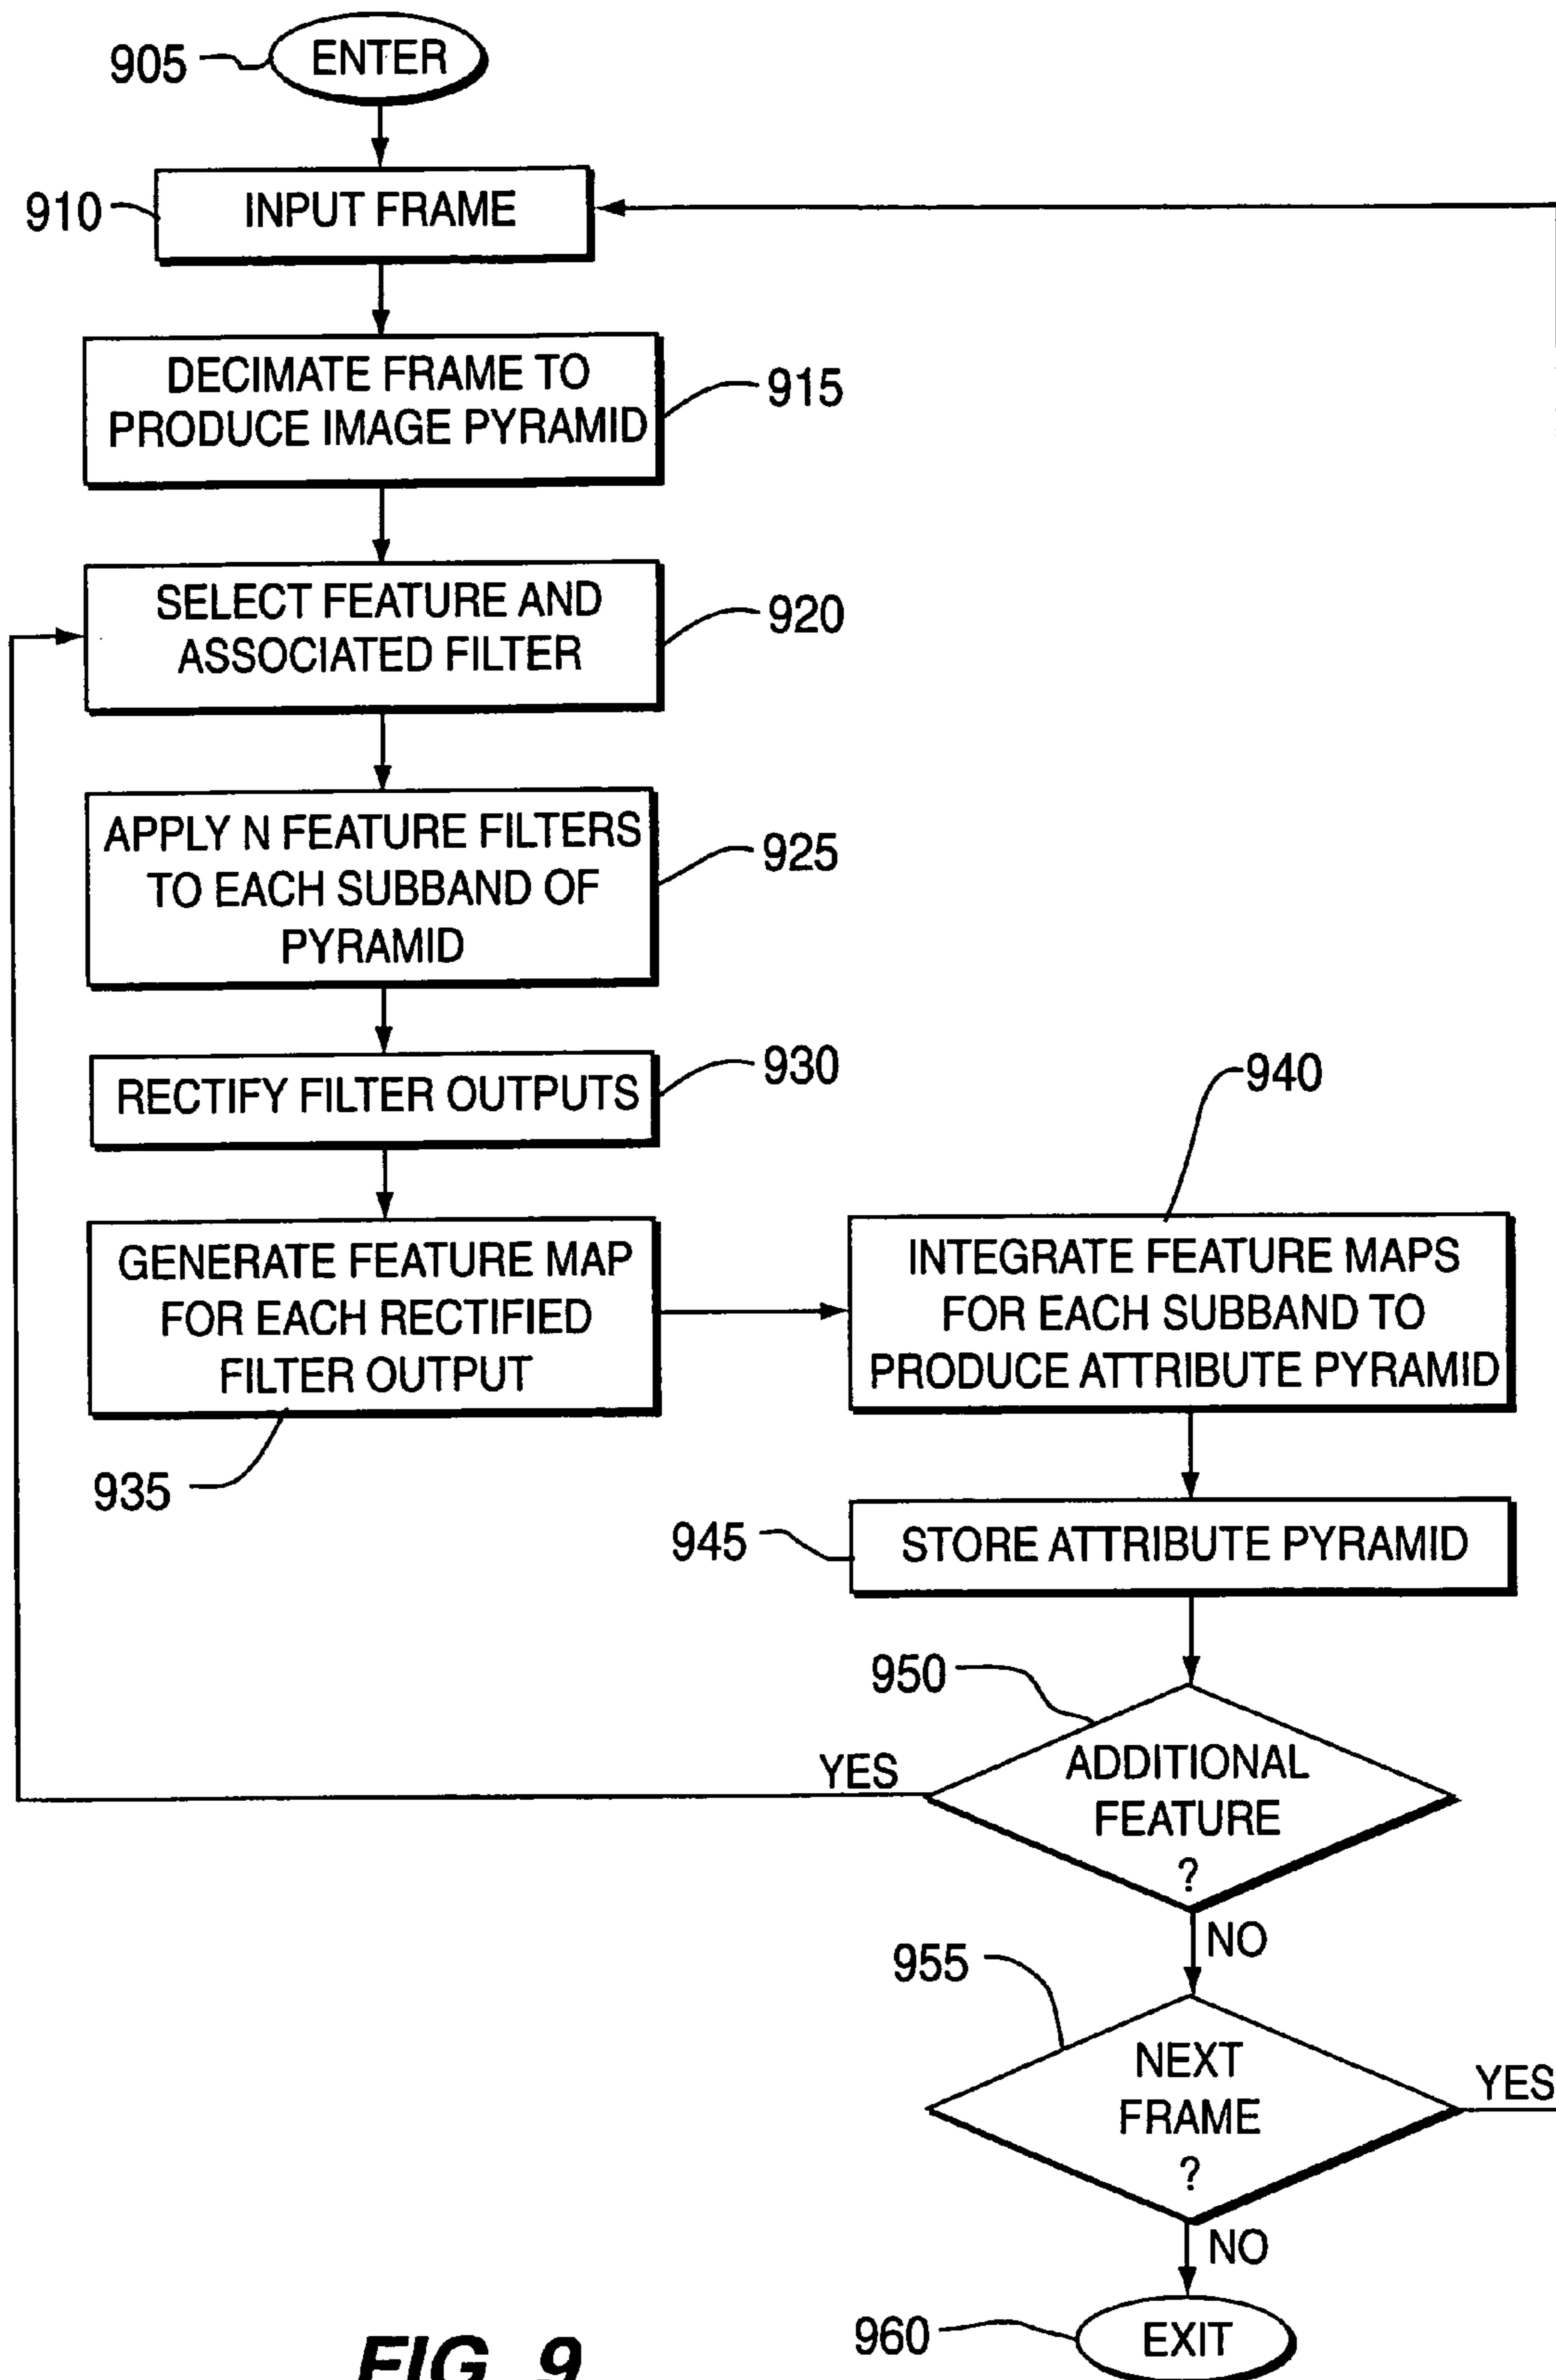 905
ENTER
910
INPUT FRAME
DECIMATE FRAME TO
PRODUCE IMAGE PYRAMID
915
SELECT FEATURE AND
ASSOCIATED FILTER
920
APPLY N FEATURE FILTERS
TO EACH SUBBAND OF
PYRAMID
925
RECTIFY FILTER OUTPUTS
930
GENERATE FEATURE MAP
FOR EACH RECTIFIED
FILTER OUTPUT
935
940
INTEGRATE FEATURE MAPS
FOR EACH SUBBAND TO
PRODUCE ATTRIBUTE PYRAMID
945
STORE ATTRIBUTE PYRAMID
950
ADDITIONAL
FEATURE
?
YES
NO
955
NEXT
FRAME
?
YES
NO
960
EXIT
FIG. 9